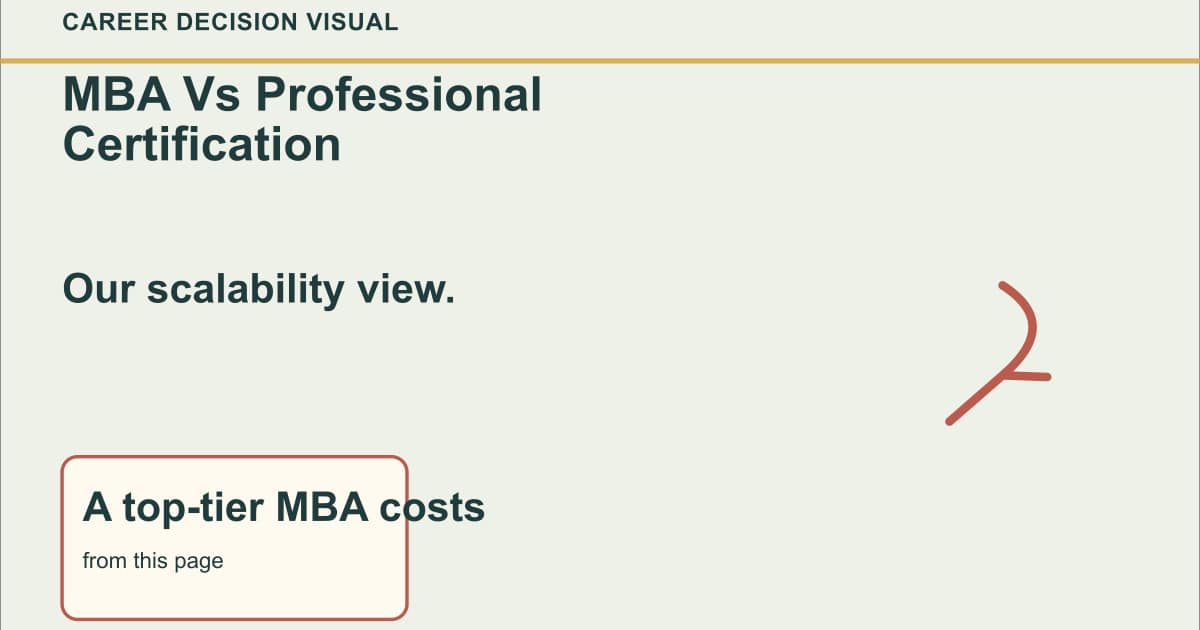 CAREER DECISION VISUAL
MBA Vs Professional
Certification
Our scalability view.
A top-tier MBA costs
from this page